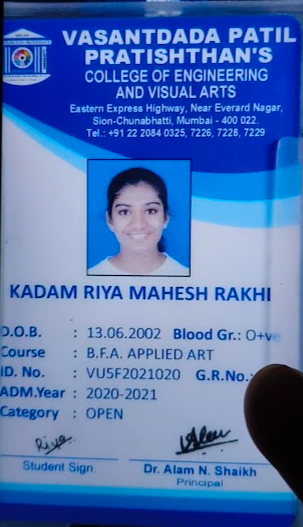 VASANTDADA PATIL
PRATISHTHAN'S
COLLEGE OF ENGINEERING
AND VISUAL ARTS
Eastern Express Highway, Near Everard Nagar,
Sion-Chunabhatti, Mumbai - 400 022.
Tel.: +91 22 2084 0325, 7226, 7228, 7229
KADAM RIYA MAHESH RAKHI
D.O.B. : 13.06.2002 Blood Gr.: O+ve
Course : B.F.A. APPLIED ART
ID. No. : VU5F2021020 G.R.No.:
ADM.Year : 2020-2021
Category : OPEN
Riya
Student Sign.
Dr. Alam N. Shaikh
Principal